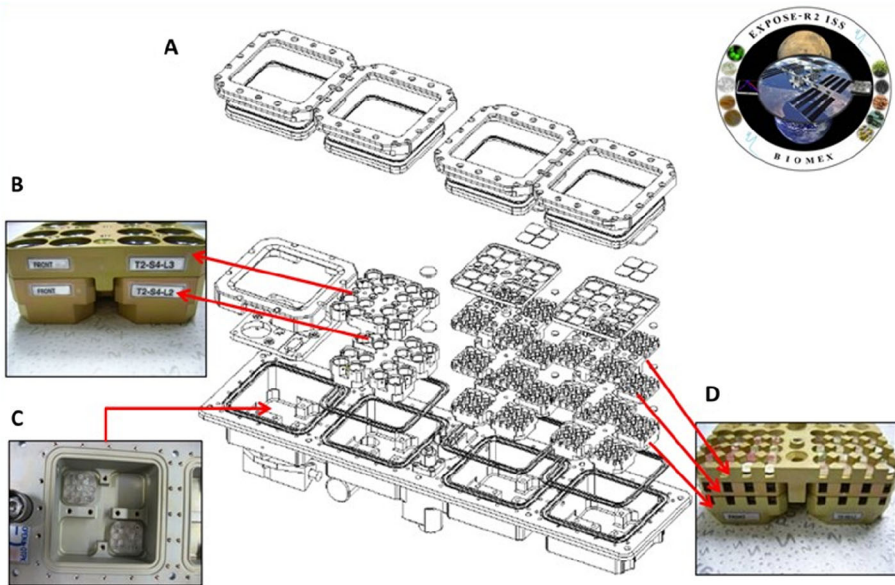 A
EXPOSE-R2 ISS
BIOMEX
B
FRONT
T2-S4-L3
FRONT
T2-S4-L2
C
D
FRONT